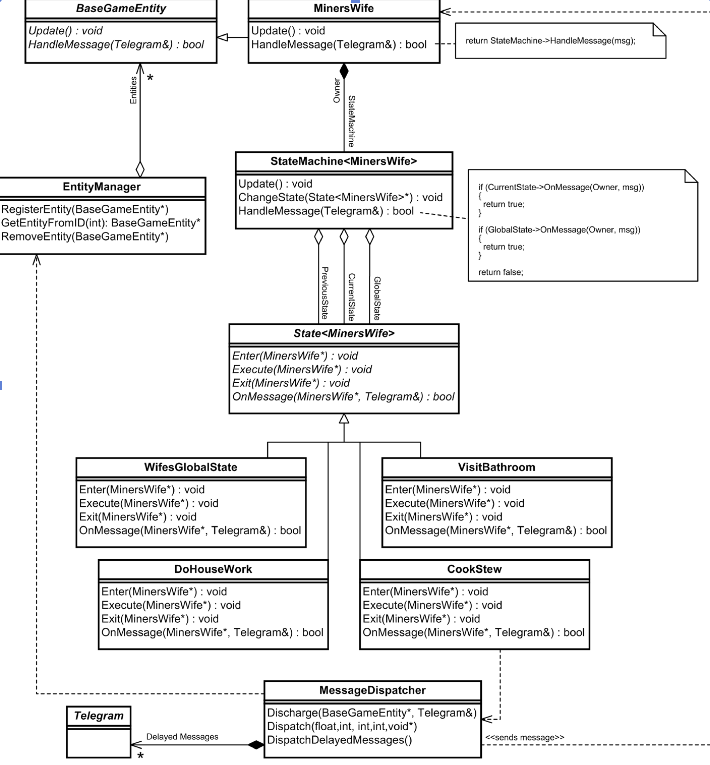 BaseGameEntity
Update() : void
HandleMessage(Telegram&) : bool
MinersWife
Update() : void
HandleMessage(Telegram&) : bool
return StateMachine->HandleMessage(msg);
Entities
*
Owner
StateMachine
EntityManager
RegisterEntity(BaseGameEntity*)
GetEntityFromID(int): BaseGameEntity*
RemoveEntity(BaseGameEntity*)
StateMachine<MinersWife>
Update() : void
ChangeState(State<MinersWife>*) : void
HandleMessage(Telegram&) : bool
if (CurrentState->OnMessage(Owner, msg))
{
return true;
}
if (GlobalState->OnMessage(Owner, msg))
{
return true;
}
return false;
PreviousState
CurrentState
GlobalState
State<MinersWife>
Enter(MinersWife*) : void
Execute(MinersWife*) : void
Exit(MinersWife*) : void
OnMessage(MinersWife*, Telegram&) : bool
WifesGlobalState
Enter(MinersWife*) : void
Execute(MinersWife*) : void
Exit(MinersWife*) : void
OnMessage(MinersWife*, Telegram&) : bool
VisitBathroom
Enter(MinersWife*) : void
Execute(MinersWife*) : void
Exit(MinersWife*) : void
OnMessage(MinersWife*, Telegram&) : bool
DoHouseWork
Enter(MinersWife*) : void
Execute(MinersWife*) : void
Exit(MinersWife*) : void
OnMessage(MinersWife*, Telegram&) : bool
CookStew
Enter(MinersWife*) : void
Execute(MinersWife*) : void
Exit(MinersWife*) : void
OnMessage(MinersWife*, Telegram&) : bool
MessageDispatcher
Discharge(BaseGameEntity*, Telegram&)
Dispatch(float,int, int,int,void*)
DispatchDelayedMessages()
Telegram
Delayed Messages
*
<<sends message>>